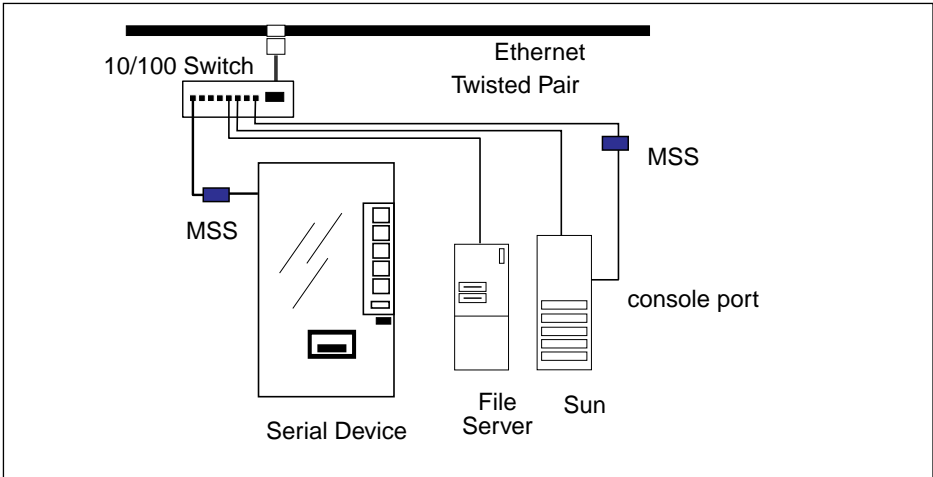 Ethernet
10/100 Switch
Twisted Pair
MSS
MSS
console port
File
Server
Sun
Serial Device